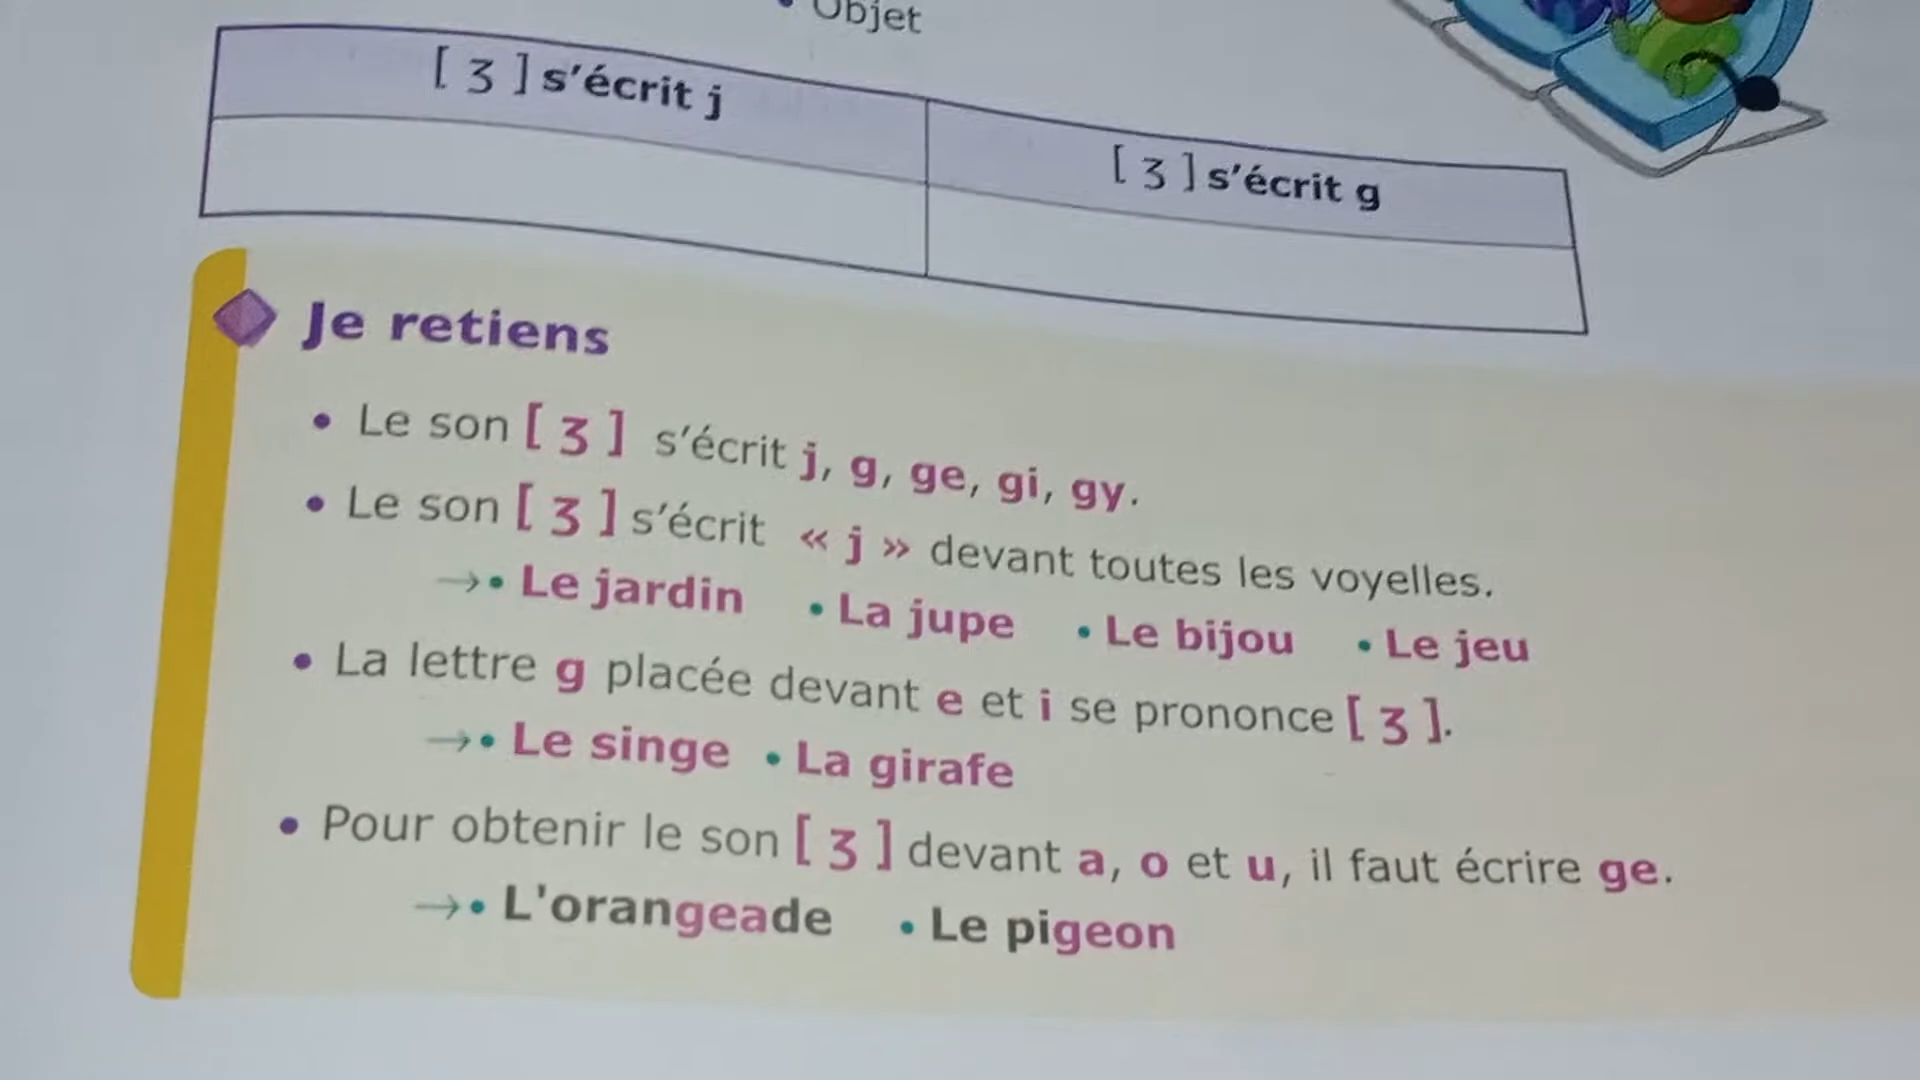 • Objet
[ ʒ ] s'écrit j
[ ʒ ] s'écrit g
Je retiens
• Le son [ ʒ ] s'écrit j, g, ge, gi, gy.
• Le son [ ʒ ] s'écrit « j » devant toutes les voyelles.
→• Le jardin • La jupe • Le bijou • Le jeu
• La lettre g placée devant e et i se prononce [ ʒ ].
→• Le singe • La girafe
• Pour obtenir le son [ ʒ ] devant a, o et u, il faut écrire ge.
→• L'orangeade • Le pigeon